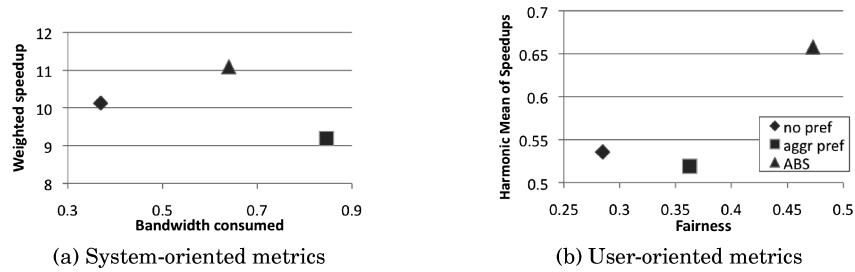 12
11
10
9
8
Weighted speedup
0.3 0.5 0.7 0.9
Bandwidth consumed
(a) System-oriented metrics
0.7
0.65
0.6
0.55
0.5
Harmonic Mean of Speedups
no pref
aggr pref
ABS
0.25 0.3 0.35 0.4 0.45 0.5
Fairness
(b) User-oriented metrics